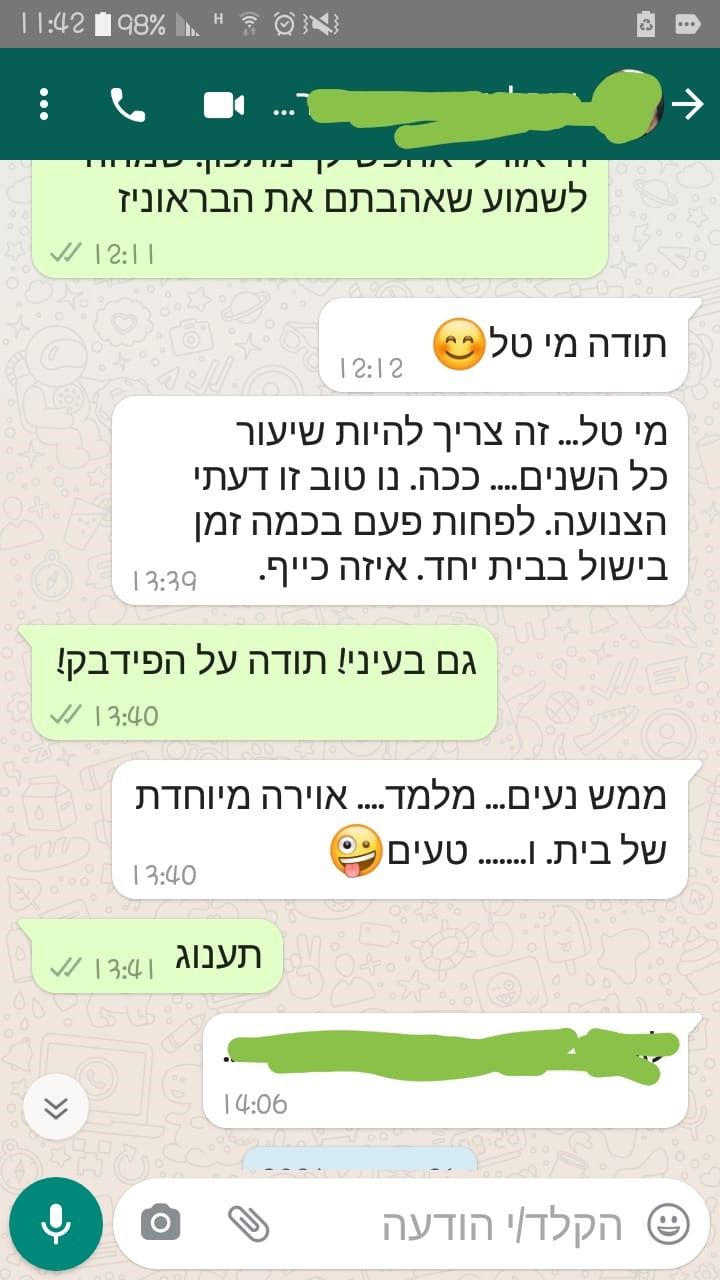 11:42 98% H
...
לשמוע שאהבתם את הבראוניז
12:11
תודה מי טל😊
12:12
מי טל... זה צריך להיות שיעור
כל השנים.... ככה. נו טוב זו דעתי
הצנועה. לפחות פעם בכמה זמן
בישול בבית יחד. איזה כייף.
13:39
גם בעיני! תודה על הפידבק!
13:40
ממש נעים... מלמד.... אוירה מיוחדת
של בית. ו....... טעים🤪
13:40
תענוג
13:41
14:06
הקלד/י הודעה